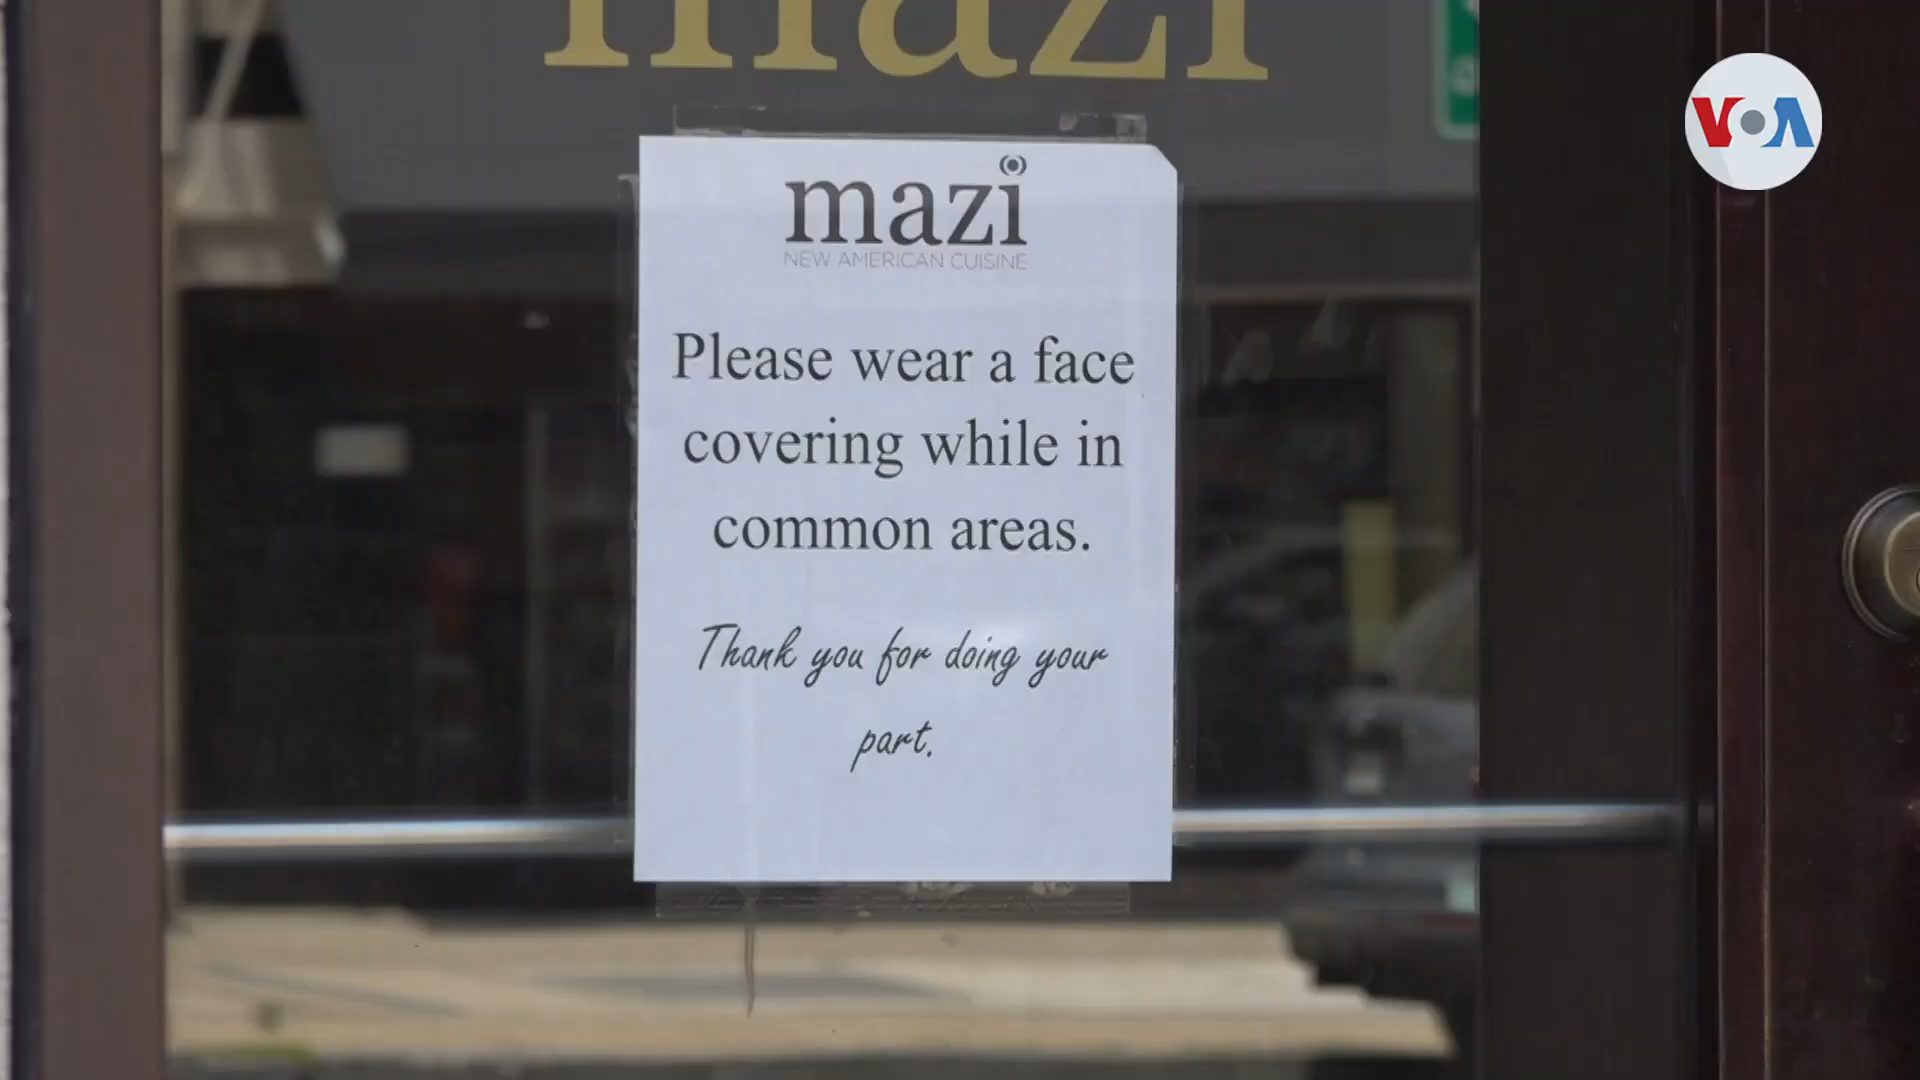 mazi
VOA
mazi
NEW AMERICAN CUISINE
Please wear a face
covering while in
common areas.
Thank you for doing your
part.